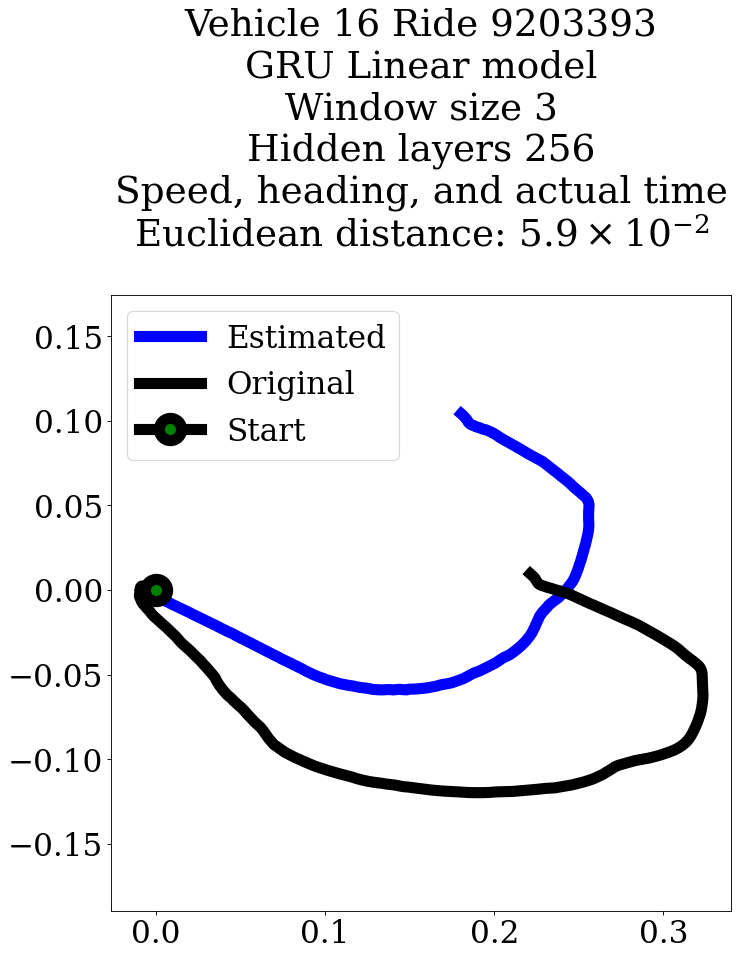 Vehicle 16 Ride 9203393
GRU Linear model
Window size 3
Hidden layers 256
Speed, heading, and actual time
Euclidean distance: 5.9 × 10⁻²
Estimated
Original
Start
0.15
0.10
0.05
0.00
−0.05
−0.10
−0.15
0.0 0.1 0.2 0.3